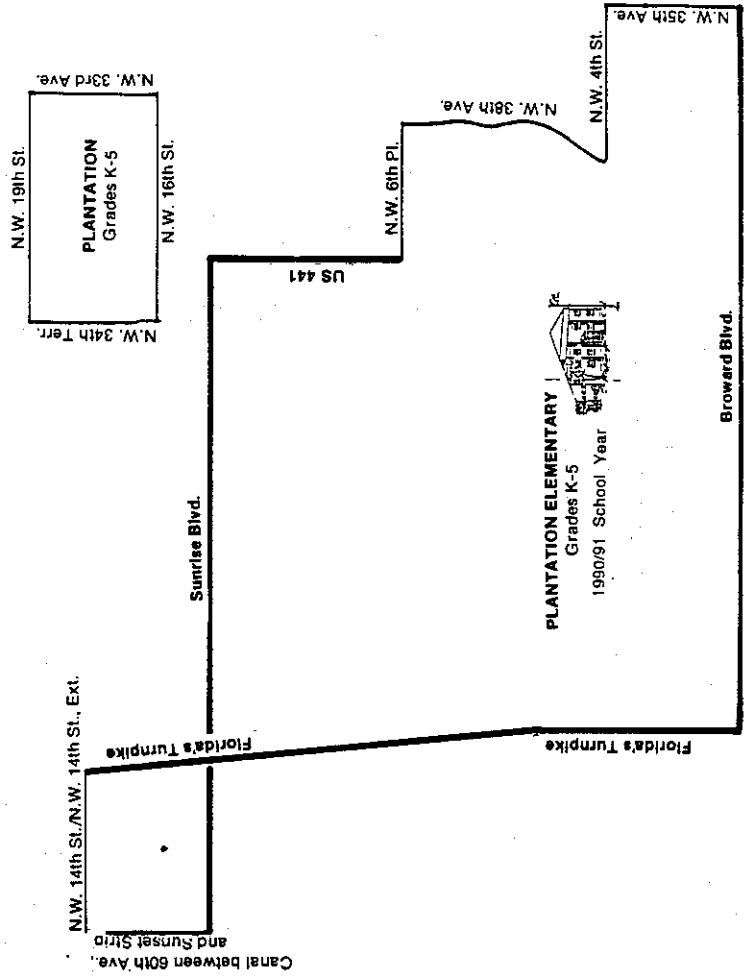 N.W. 19th St.
N.W. 33rd Ave.
PLANTATION
Grades K-5
N.W. 34th Terr.
N.W. 16th St.
N.W. 14th St./N.W. 14th St., Ext.
Canal between 60th Ave.,
and Sunset Strip
Florida's Turnpike
Sunrise Blvd.
US 441
N.W. 6th Pl.
N.W. 38th Ave.
N.W. 4th St.
N.W. 35th Ave.
PLANTATION ELEMENTARY
Grades K-5
1990/91 School Year
Florida's Turnpike
Broward Blvd.